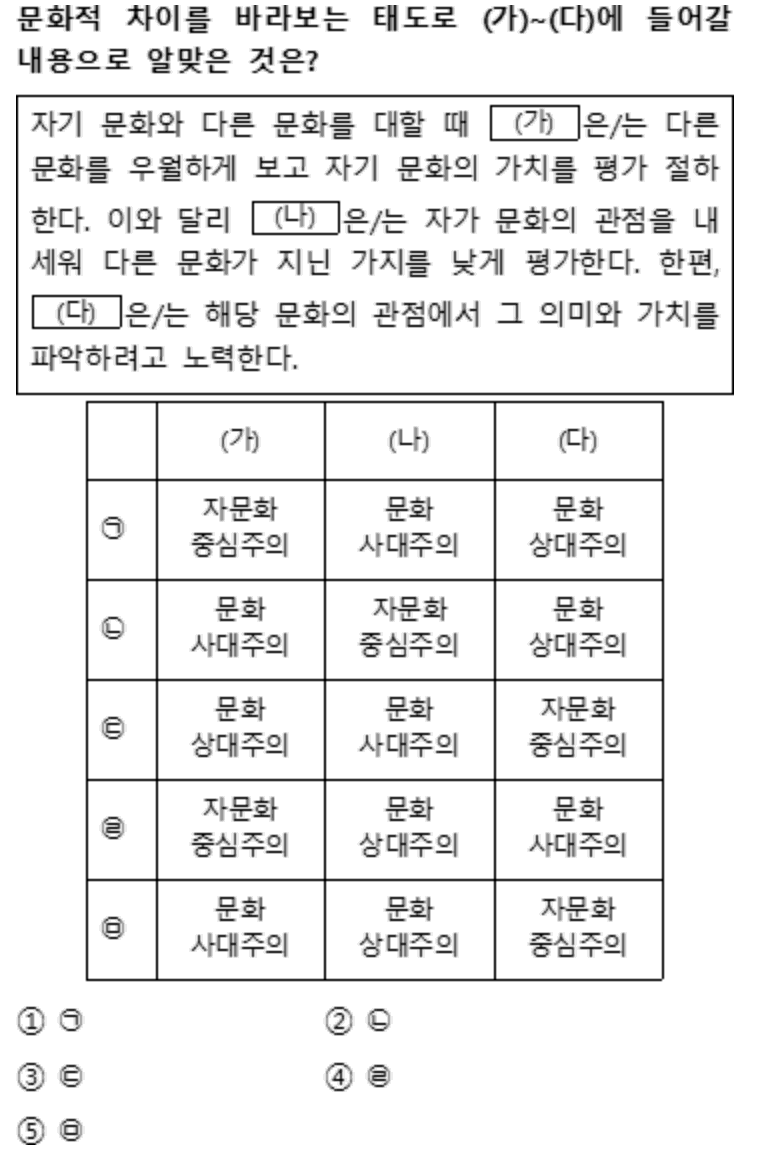 문화적 차이를 바라보는 태도로 (가)~(다)에 들어갈
내용으로 알맞은 것은?
자기 문화와 다른 문화를 대할 때 (가) 은/는 다른
문화를 우월하게 보고 자기 문화의 가치를 평가 절하
한다. 이와 달리 (나) 은/는 자가 문화의 관점을 내
세워 다른 문화가 지닌 가지를 낮게 평가한다. 한편,
(다) 은/는 해당 문화의 관점에서 그 의미와 가치를
파악하려고 노력한다.
(가) (나) (다)
㉠ 자문화 중심주의 문화 사대주의 문화 상대주의
㉡ 문화 사대주의 자문화 중심주의 문화 상대주의
㉢ 문화 상대주의 문화 사대주의 자문화 중심주의
㉣ 자문화 중심주의 문화 상대주의 문화 사대주의
㉤ 문화 사대주의 문화 상대주의 자문화 중심주의
① ㉠ ② ㉡
③ ㉢ ④ ㉣
⑤ ㉤